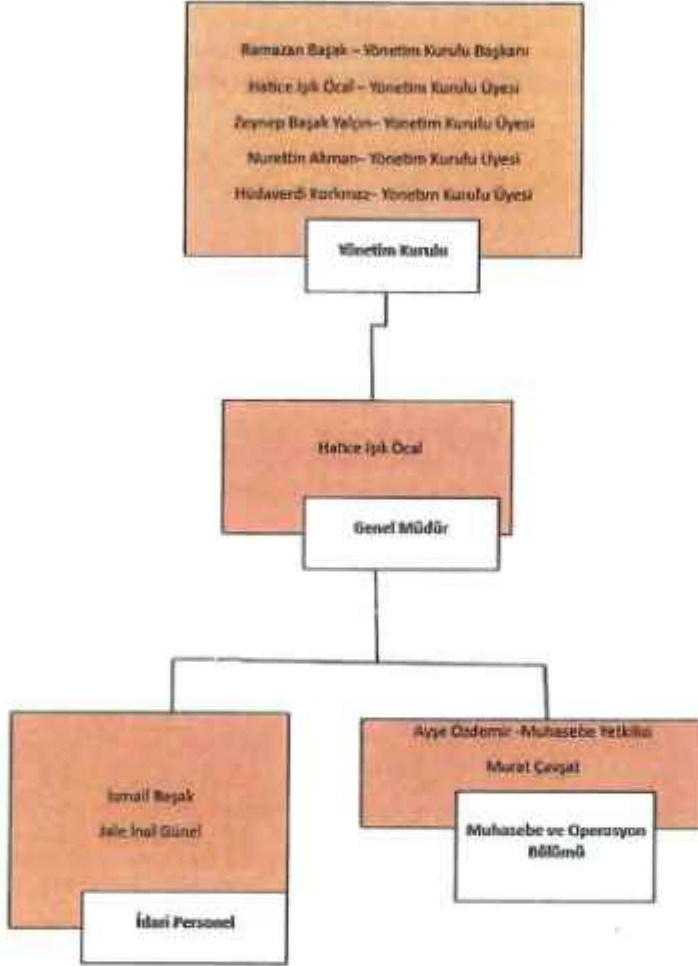 Ramazan Başak – Yönetim Kurulu Başkanı
Hatice Işık Öcal – Yönetim Kurulu Üyesi
Zeynep Başak Yalçın– Yönetim Kurulu Üyesi
Nurettin – Yönetim Kurulu Üyesi
Hüdaverdi Korkmaz– Yönetim Kurulu Üyesi
Yönetim Kurulu
Hatice Işık Öcal
Genel Müdür
İsmail Başak
Jale İnal Günel
İdari Personel
Ayşe Özdemir -Muhasebe Yetkilisi
Murat Çavşat
Muhasebe ve Operasyon
Bölümü